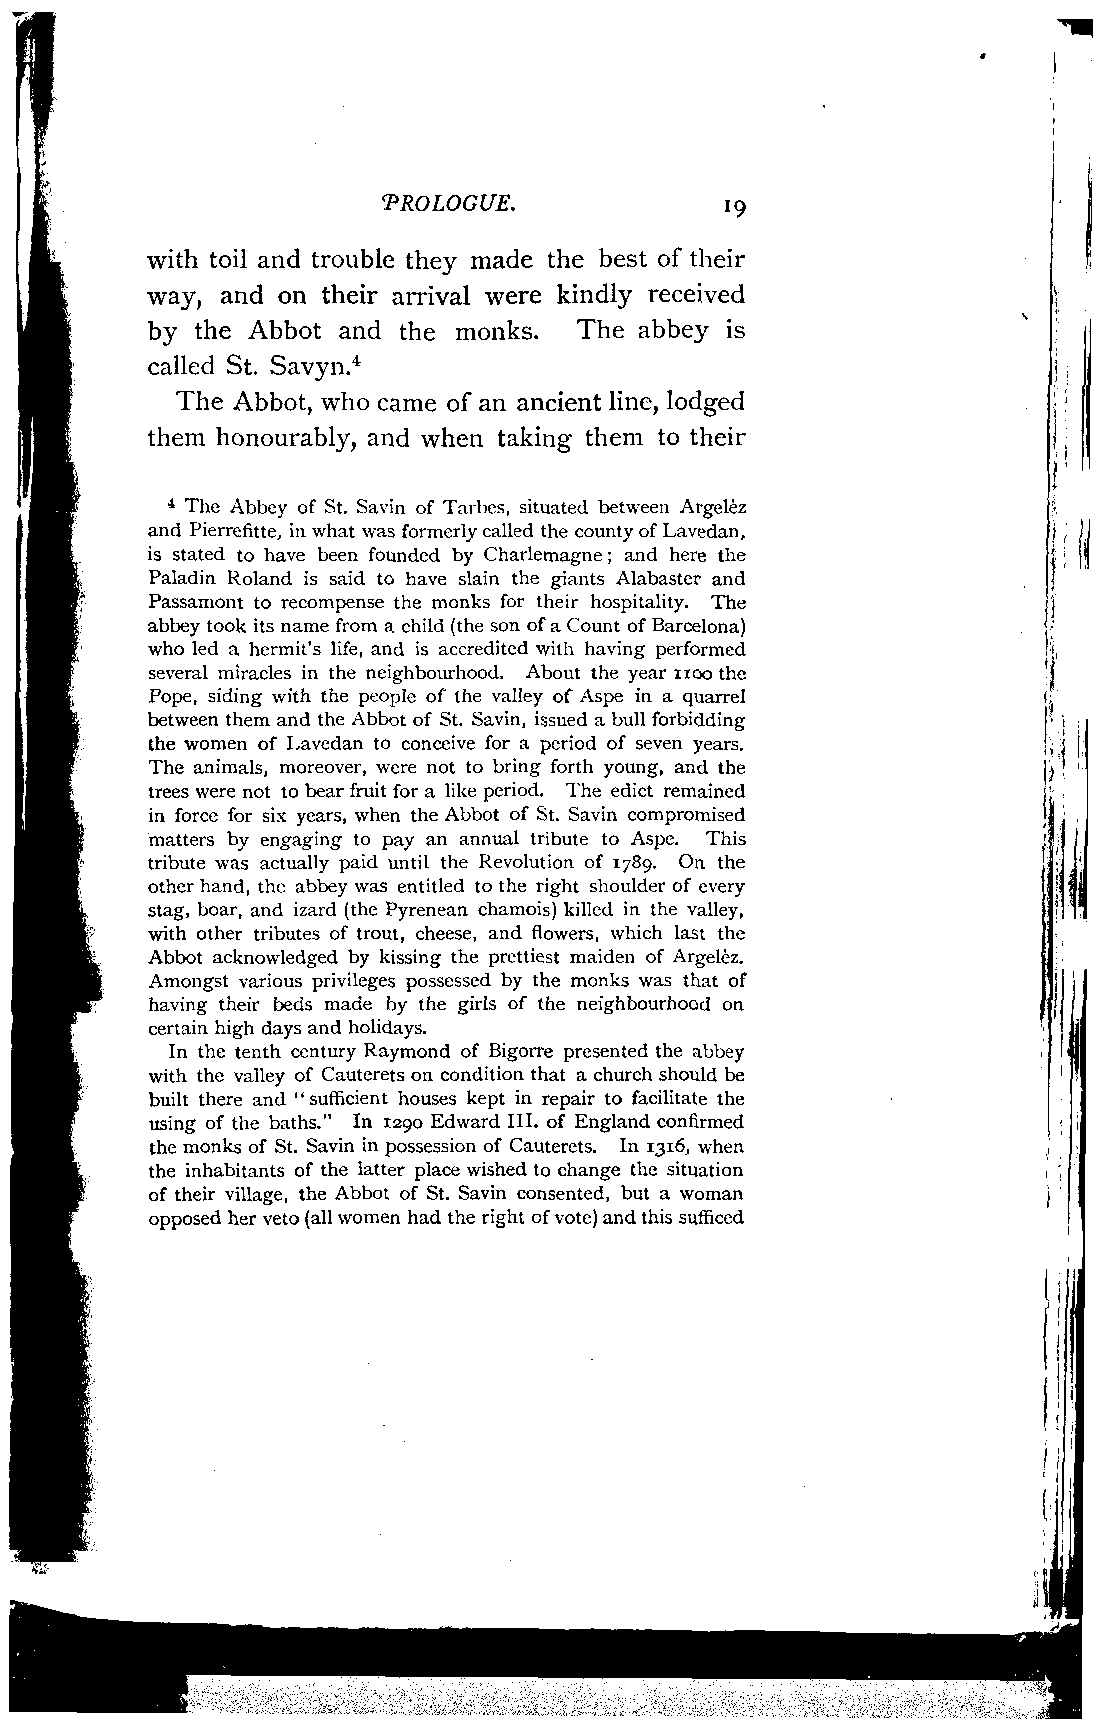 PROLOGUE. 19
with toil and trouble they made the best of their
way, and on their arrival were kindly received
by the Abbot and the monks. The abbey is
called St. Savyn.⁴
The Abbot, who came of an ancient line, lodged
them honourably, and when taking them to their
⁴ The Abbey of St. Savin of Tarbes, situated between Argelèz
and Pierrefitte, in what was formerly called the county of Lavedan,
is stated to have been founded by Charlemagne; and here the
Paladin Roland is said to have slain the giants Alabaster and
Passamont to recompense the monks for their hospitality. The
abbey took its name from a child (the son of a Count of Barcelona)
who led a hermit's life, and is accredited with having performed
several miracles in the neighbourhood. About the year 1100 the
Pope, siding with the people of the valley of Aspe in a quarrel
between them and the Abbot of St. Savin, issued a bull forbidding
the women of Lavedan to conceive for a period of seven years.
The animals, moreover, were not to bring forth young, and the
trees were not to bear fruit for a like period. The edict remained
in force for six years, when the Abbot of St. Savin compromised
matters by engaging to pay an annual tribute to Aspe. This
tribute was actually paid until the Revolution of 1789. On the
other hand, the abbey was entitled to the right shoulder of every
stag, boar, and izard (the Pyrenean chamois) killed in the valley,
with other tributes of trout, cheese, and flowers, which last the
Abbot acknowledged by kissing the prettiest maiden of Argelèz.
Amongst various privileges possessed by the monks was that of
having their beds made by the girls of the neighbourhood on
certain high days and holidays.
In the tenth century Raymond of Bigorre presented the abbey
with the valley of Cauterets on condition that a church should be
built there and "sufficient houses kept in repair to facilitate the
using of the baths." In 1290 Edward III. of England confirmed
the monks of St. Savin in possession of Cauterets. In 1316, when
the inhabitants of the latter place wished to change the situation
of their village, the Abbot of St. Savin consented, but a woman
opposed her veto (all women had the right of vote) and this sufficed